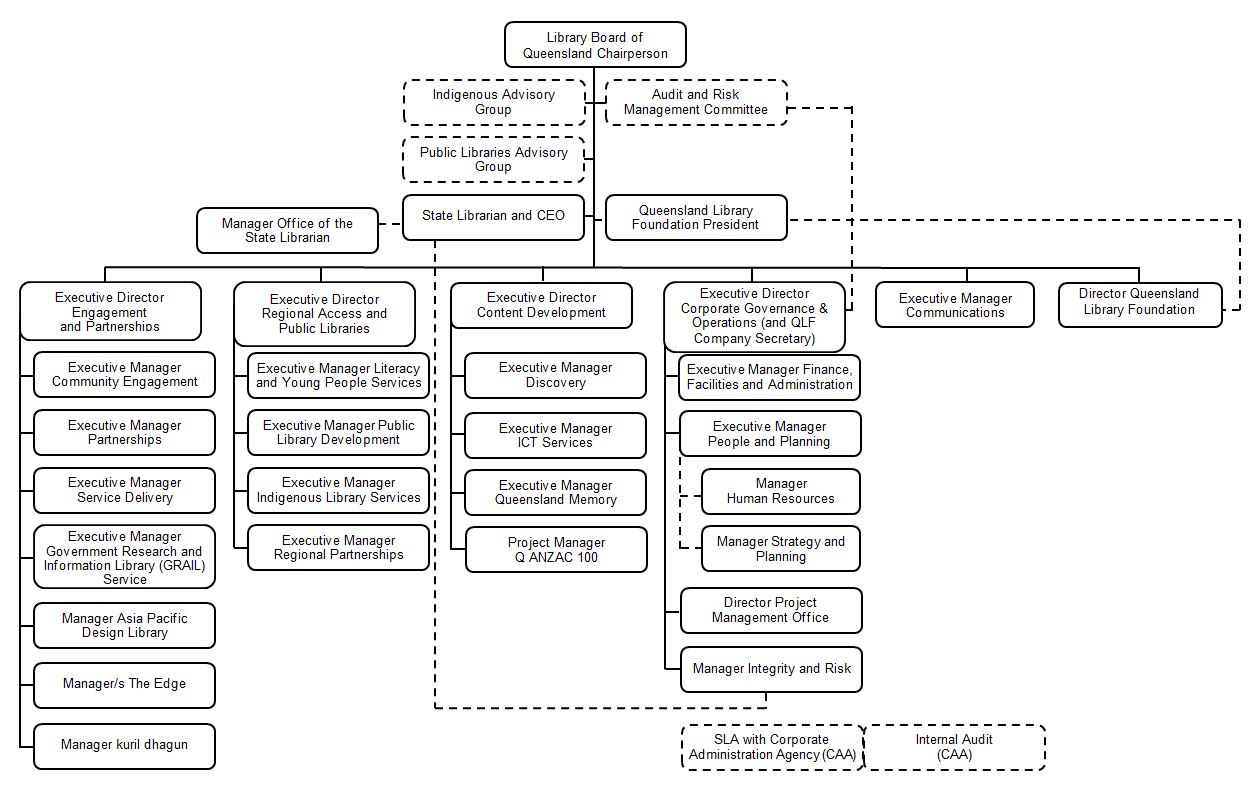 Library Board of
Queensland Chairperson
Indigenous Advisory
Group
Audit and Risk
Management Committee
Public Libraries Advisory
Group
Manager Office of the
State Librarian
State Librarian and CEO
Queensland Library
Foundation President
Executive Director
Engagement
and Partnerships
Executive Director
Regional Access and
Public Libraries
Executive Director
Content Development
Executive Director
Corporate Governance &
Operations (and QLF
Company Secretary)
Executive Manager
Communications
Director Queensland
Library Foundation
Executive Manager
Community Engagement
Executive Manager
Partnerships
Executive Manager
Service Delivery
Executive Manager
Government Research and
Information Library (GRAIL)
Service
Manager Asia Pacific
Design Library
Manager/s The Edge
Manager kuril dhagun
Executive Manager Literacy
and Young People Services
Executive Manager Public
Library Development
Executive Manager
Indigenous Library Services
Executive Manager
Regional Partnerships
Executive Manager
Discovery
Executive Manager
ICT Services
Executive Manager
Queensland Memory
Project Manager
Q ANZAC 100
Executive Manager Finance,
Facilities and Administration
Executive Manager
People and Planning
Manager
Human Resources
Manager Strategy and
Planning
Director Project
Management Office
Manager Integrity and Risk
SLA with Corporate
Administration Agency (CAA)
Internal Audit
(CAA)